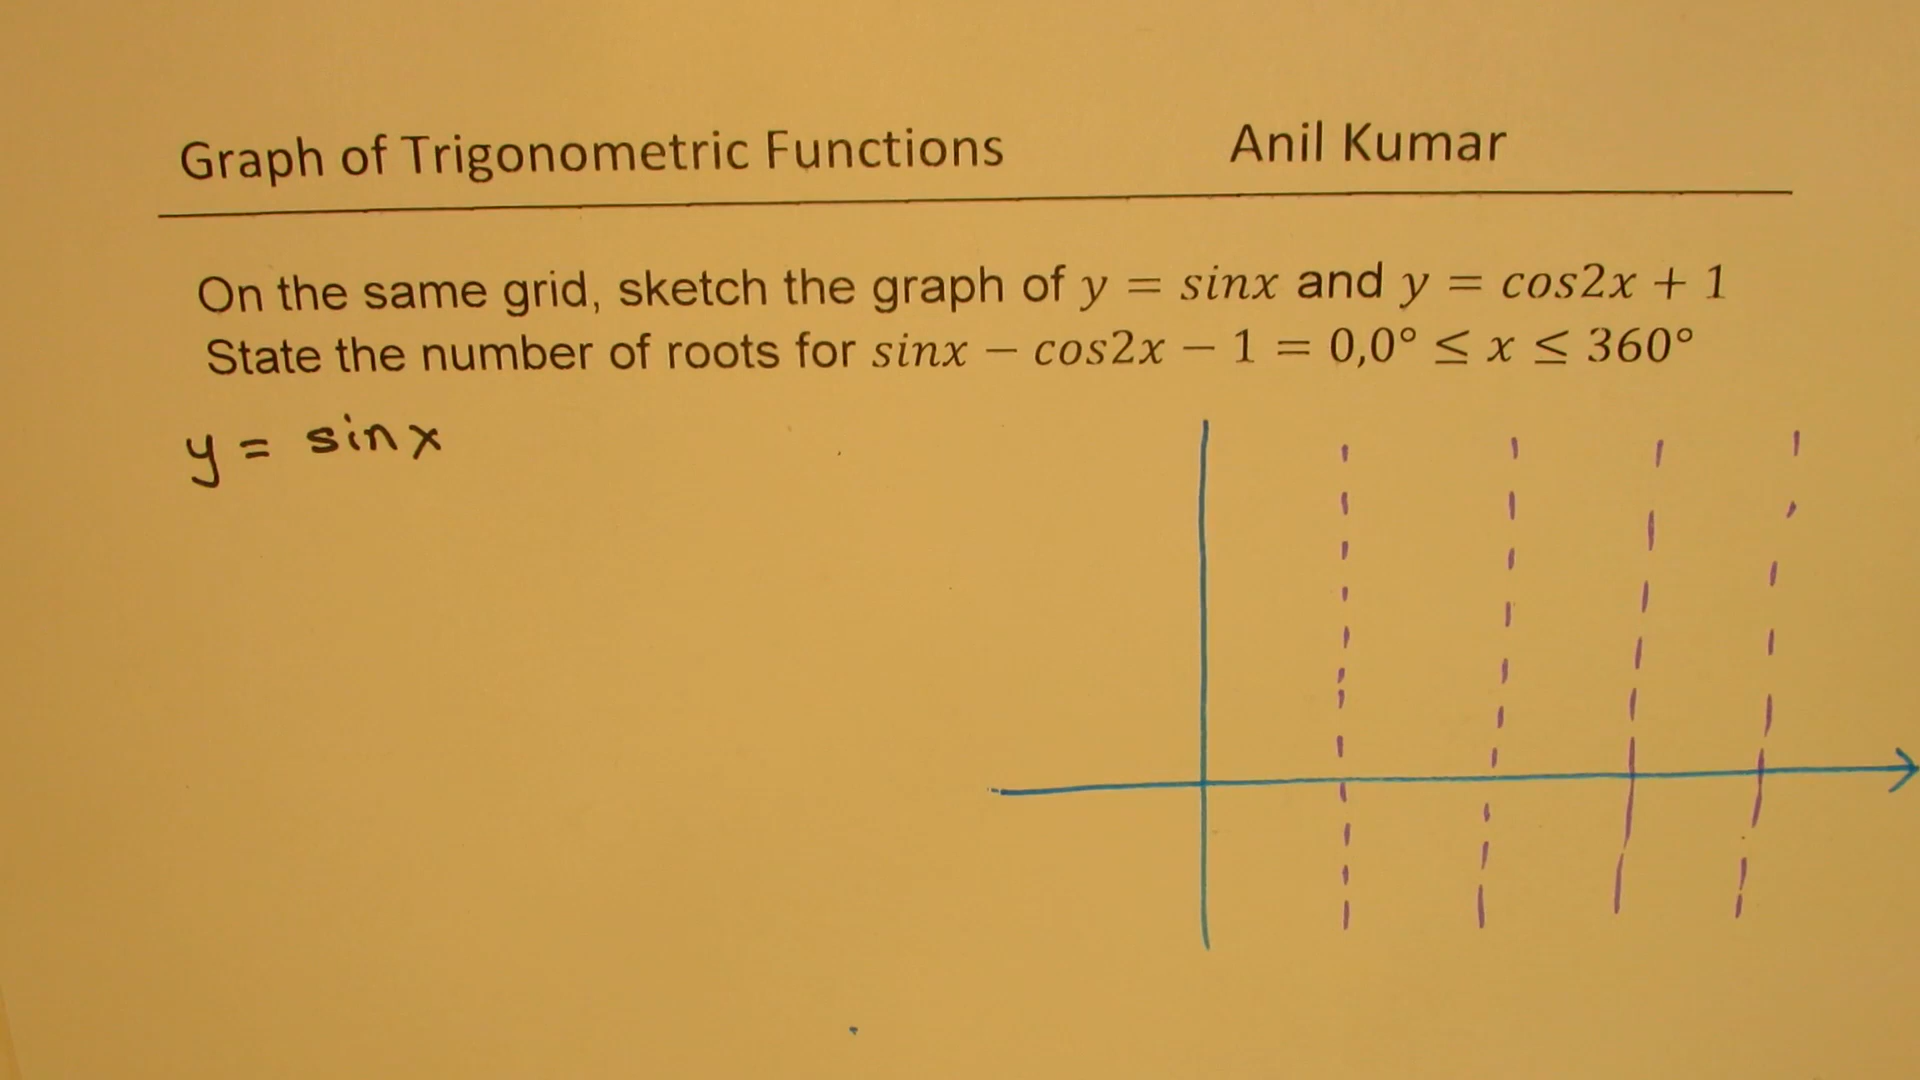 Graph of Trigonometric Functions Anil Kumar
On the same grid, sketch the graph of y = sinx and y = cos2x + 1
State the number of roots for sinx − cos2x − 1 = 0,0° ≤ x ≤ 360°
y = sin x